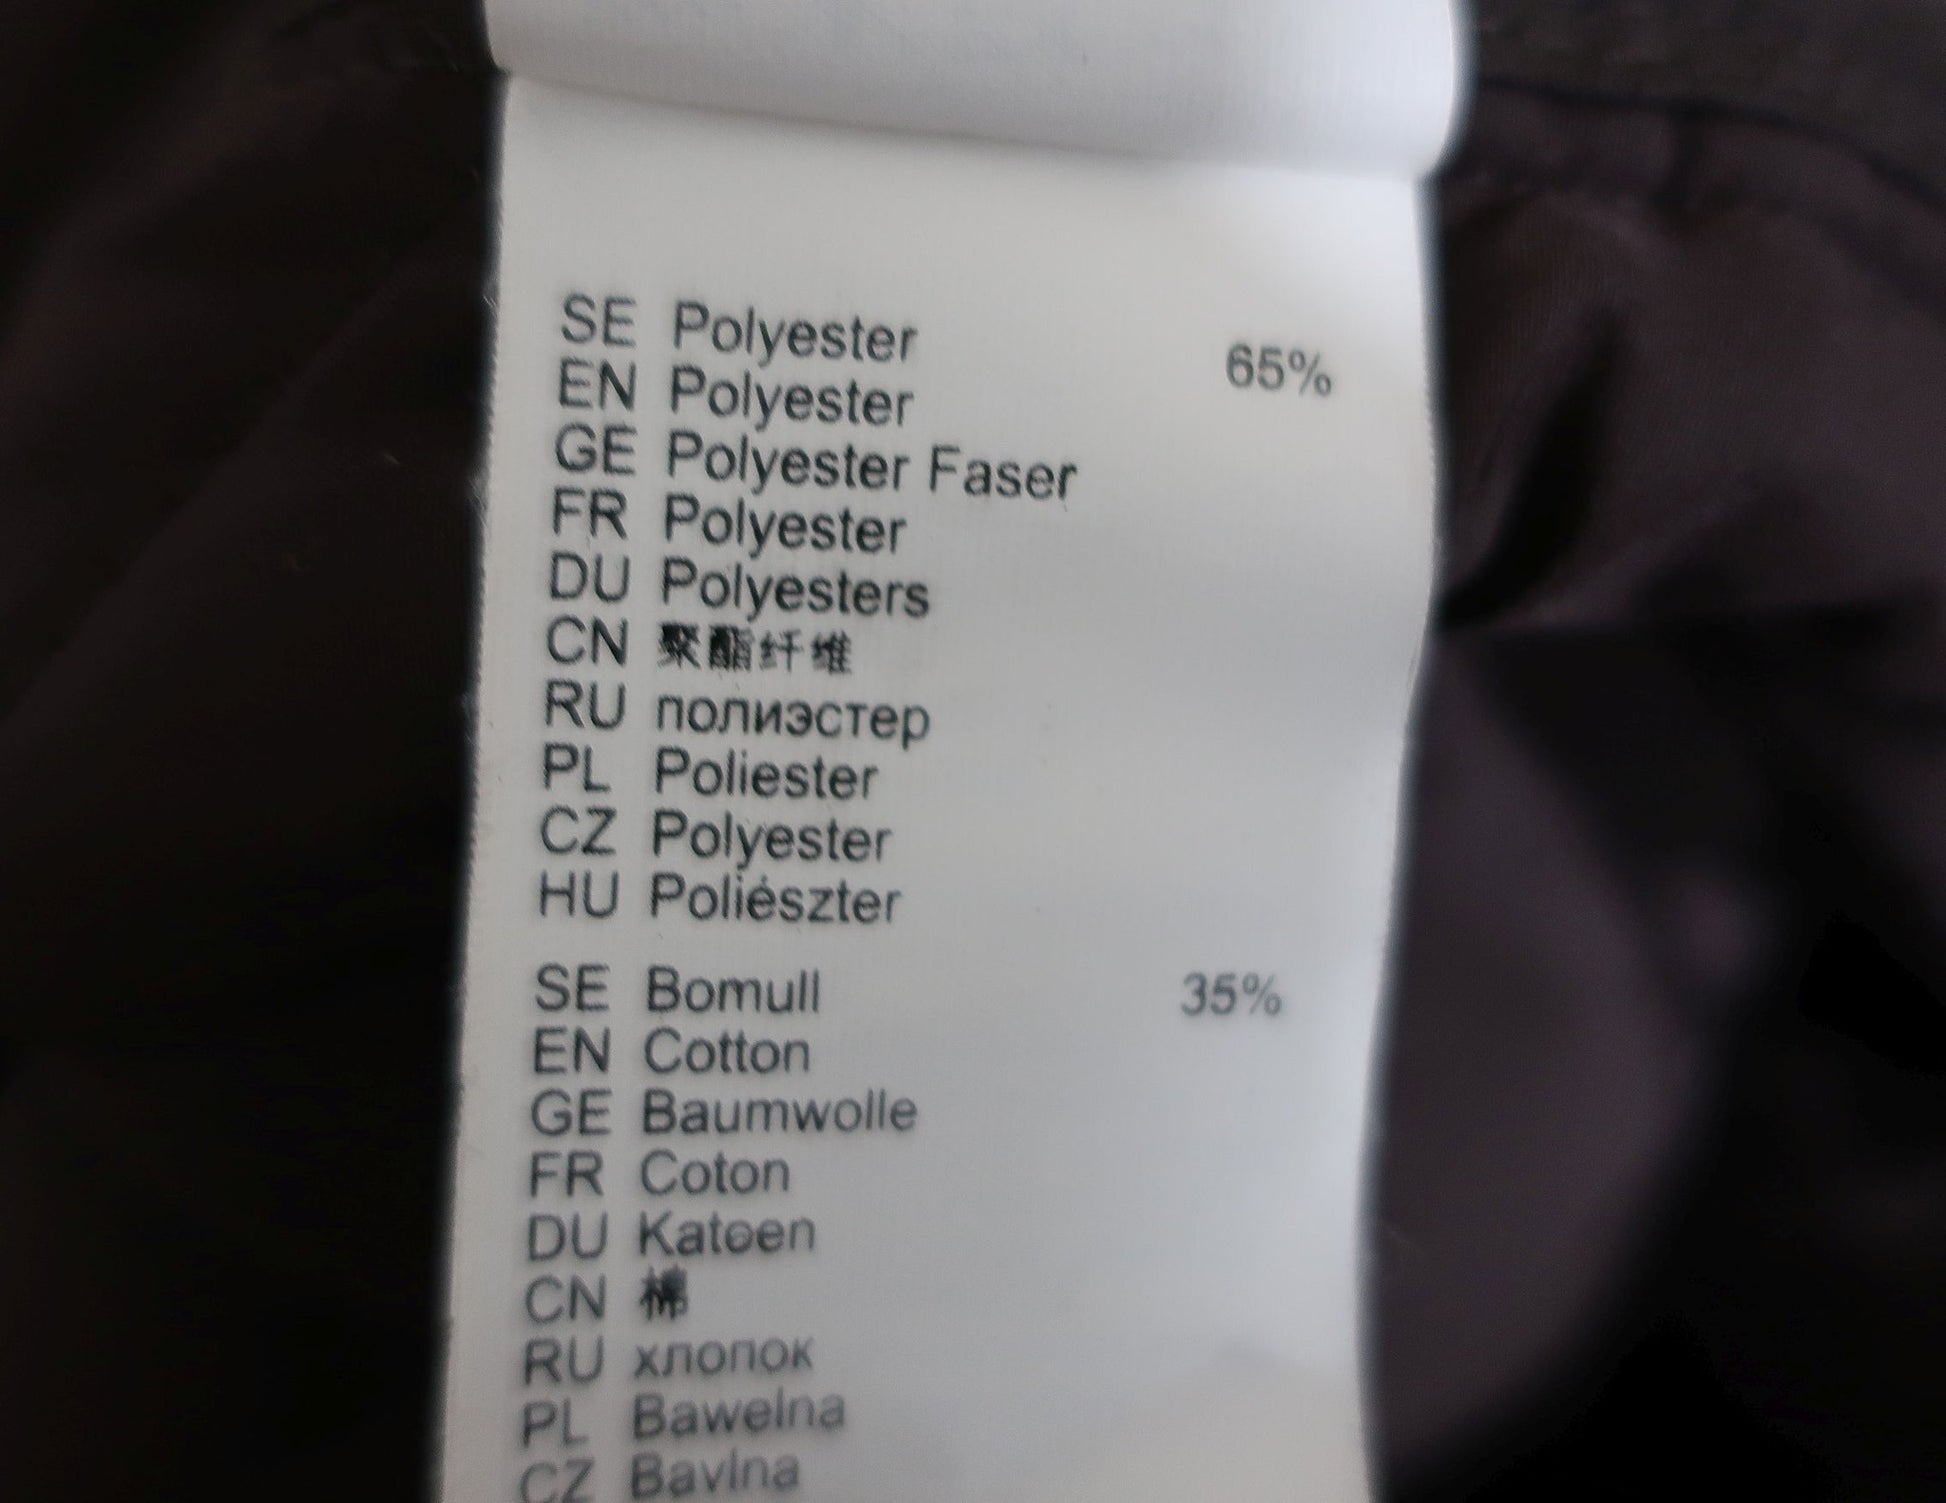 SE Polyester 65%
EN Polyester
GE Polyester Faser
FR Polyester
DU Polyesters
CN 聚酯纤维
RU полиэстер
PL Poliester
CZ Polyester
HU Poliészter
SE Bomull 35%
EN Cotton
GE Baumwolle
FR Coton
DU Katoen
CN 棉
RU хлопок
PL Bawelna
CZ Bavlna